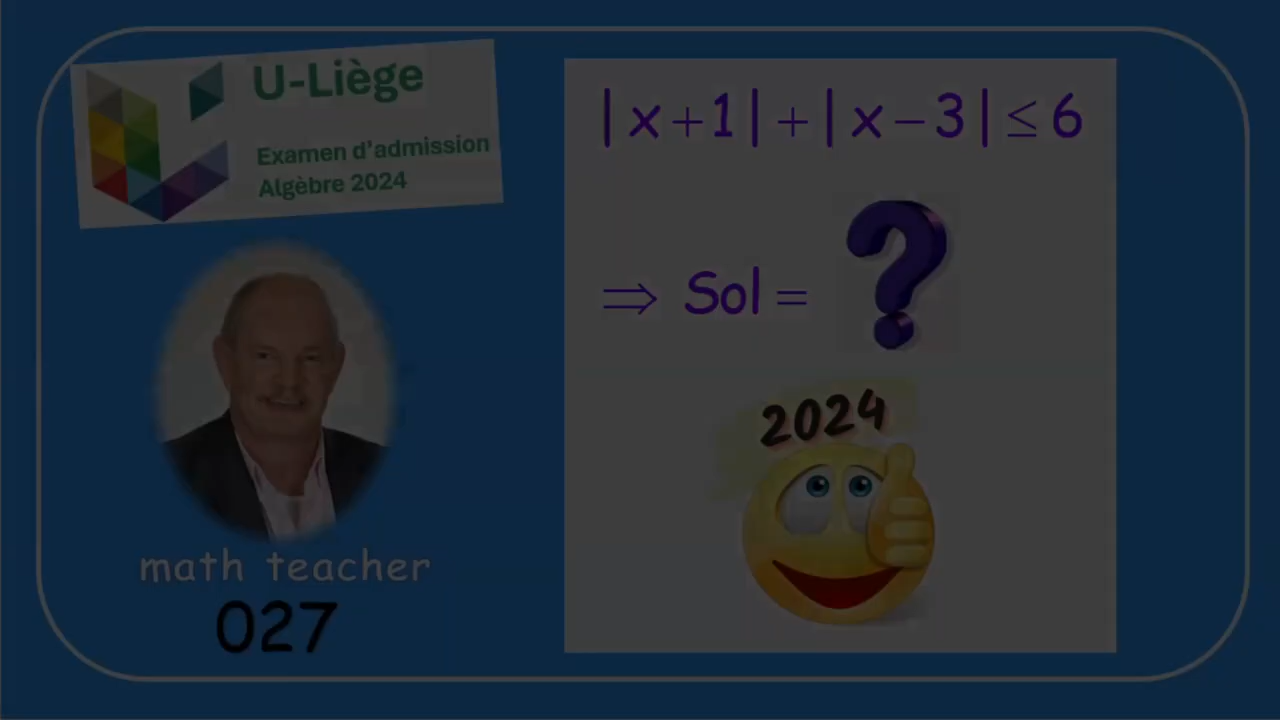 U-Liège
Examen d'admission
Algèbre 2024
|x+1|+|x−3|≤6
⇒ Sol = ?
2024
math teacher
027